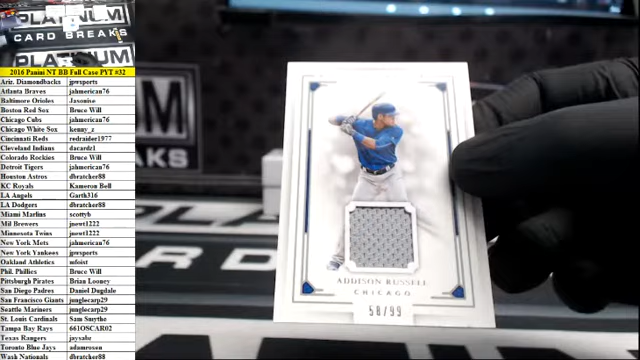 PLATINUM
CARD BREAKS
PLATINUM
2016 Panini NT BB Full Case PYT #32
Ariz. Diamondbacks jpwsports
Atlanta Braves jahmerican76
Baltimore Orioles Jaxonise
Boston Red Sox Bruce Will
Chicago Cubs jahmerican76
Chicago White Sox kenny_z
Cincinnati Reds redraider1977
Cleveland Indians dacardz1
Colorado Rockies Bruce Will
Detroit Tigers jahmerican76
Houston Astros dbratcher88
KC Royals Kameron Bell
LA Angels Garth316
LA Dodgers dbratcher88
Miami Marlins scottyb
Mil Brewers jnewt1222
Minnesota Twins jnewt1222
New York Mets jahmerican76
New York Yankees jpwsports
Oakland Athletics mfoist
Phil. Phillies Bruce Will
Pittsburgh Pirates Brian Looney
San Diego Padres Daniel Dugdale
San Francisco Giants junglecarp29
Seattle Mariners junglecarp29
St. Louis Cardinals Sam Smythe
Tampa Bay Rays 661OSCAR02
Texas Rangers jaysabz
Toronto Blue Jays adamrosen
Wash Nationals dbratcher88
BREAKS
ADDISON RUSSELL
CHICAGO
58/99